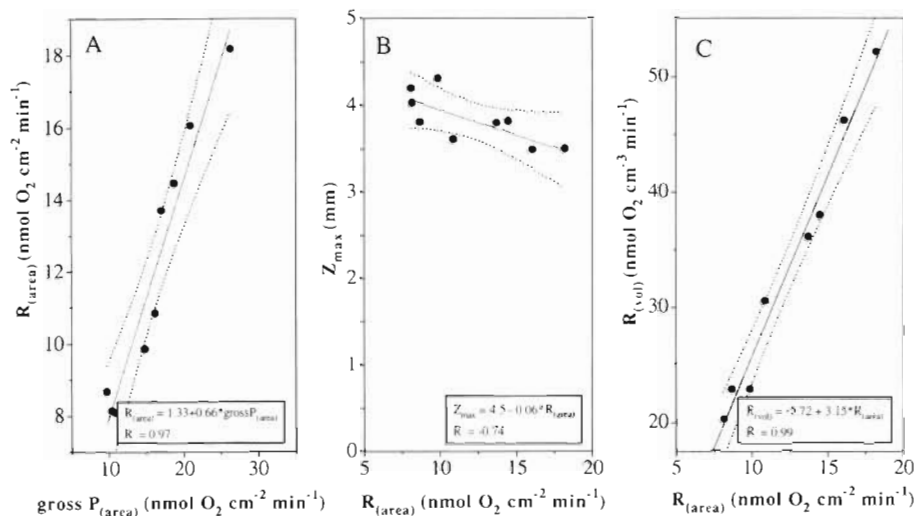 A
18
16
14
12
10
8
R(area) (nmol O2 cm-2 min-1)
R(area) = 1.33+0.66*grossP(area)
R = 0.97
10 20 30
gross P(area) (nmol O2 cm-2 min-1)
B
5
4
3
2
1
0
Zmax (mm)
Zmax = 4.5-0.06*R(area)
R = -0.74
5 10 15 20
R(area) (nmol O2 cm-2 min-1)
C
50
40
30
20
R(vol) (nmol O2 cm-3 min-1)
R(vol) = -5.72 + 3.15*R(area)
R = 0.99
5 10 15 20
R(area) (nmol O2 cm-2 min-1)